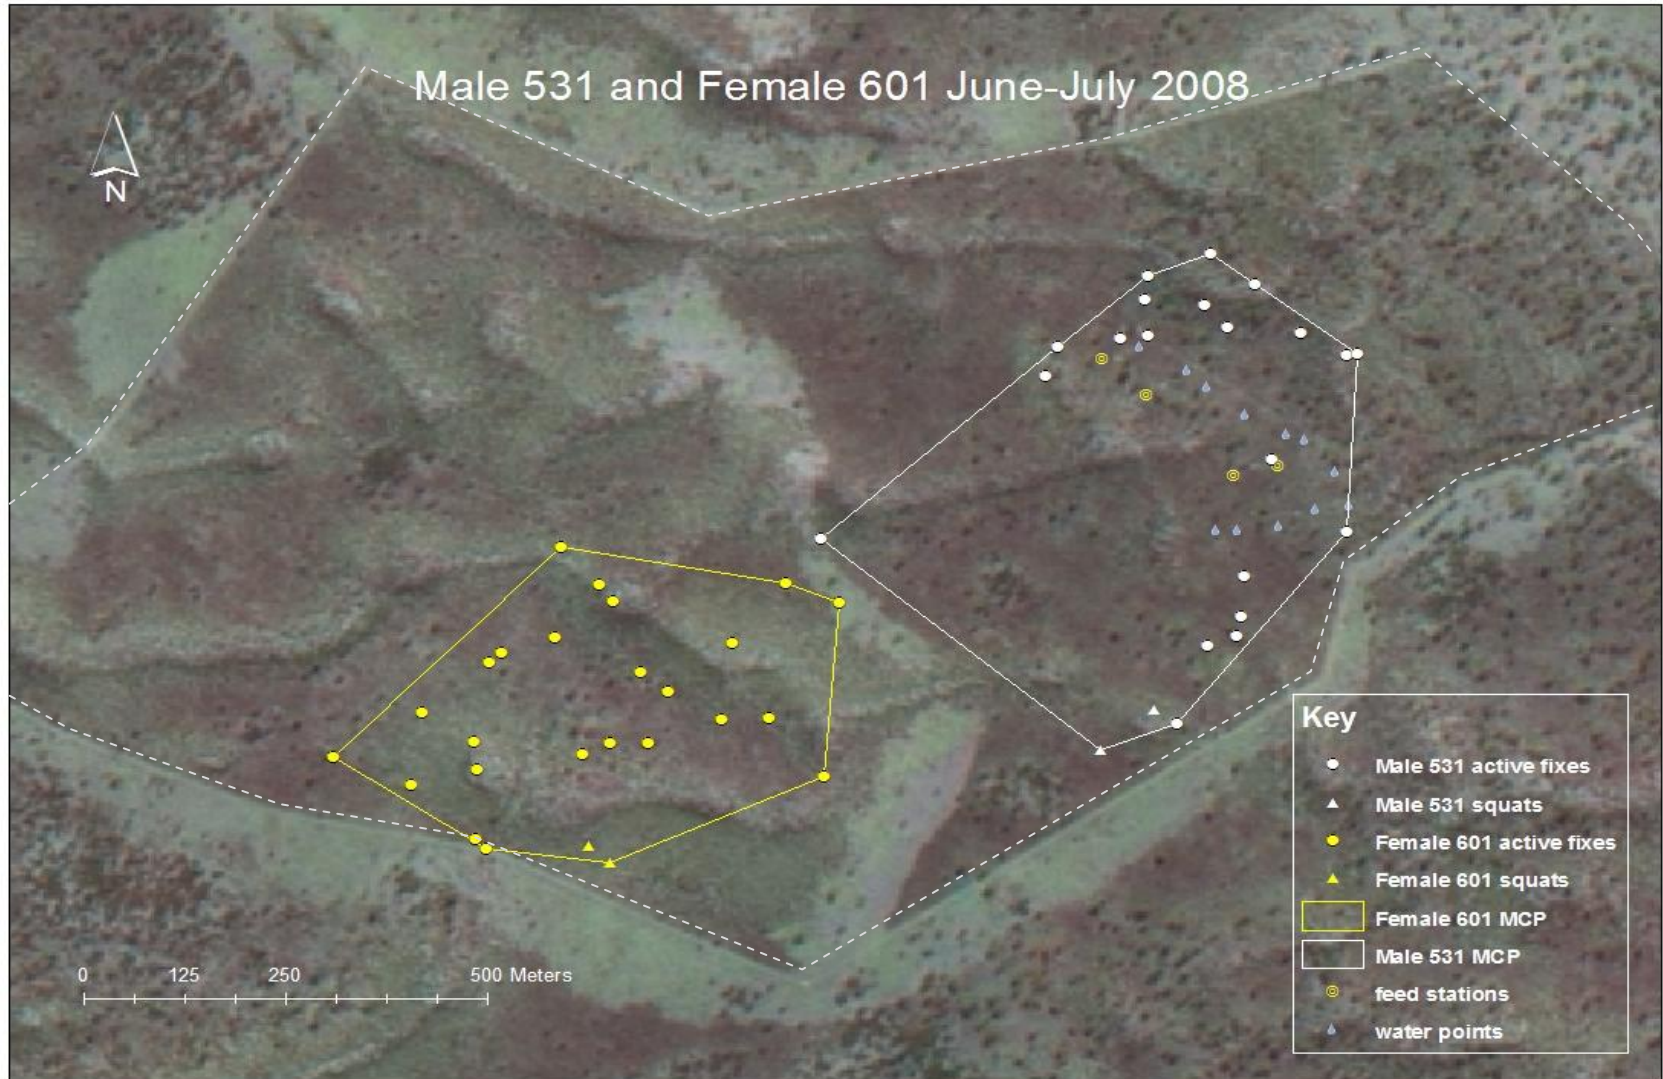 Male 531 and Female 601 June-July 2008
N
Key
Male 531 active fixes
Male 531 squats
Female 601 active fixes
Female 601 squats
Female 601 MCP
Male 531 MCP
feed stations
water points
0 125 250 500 Meters